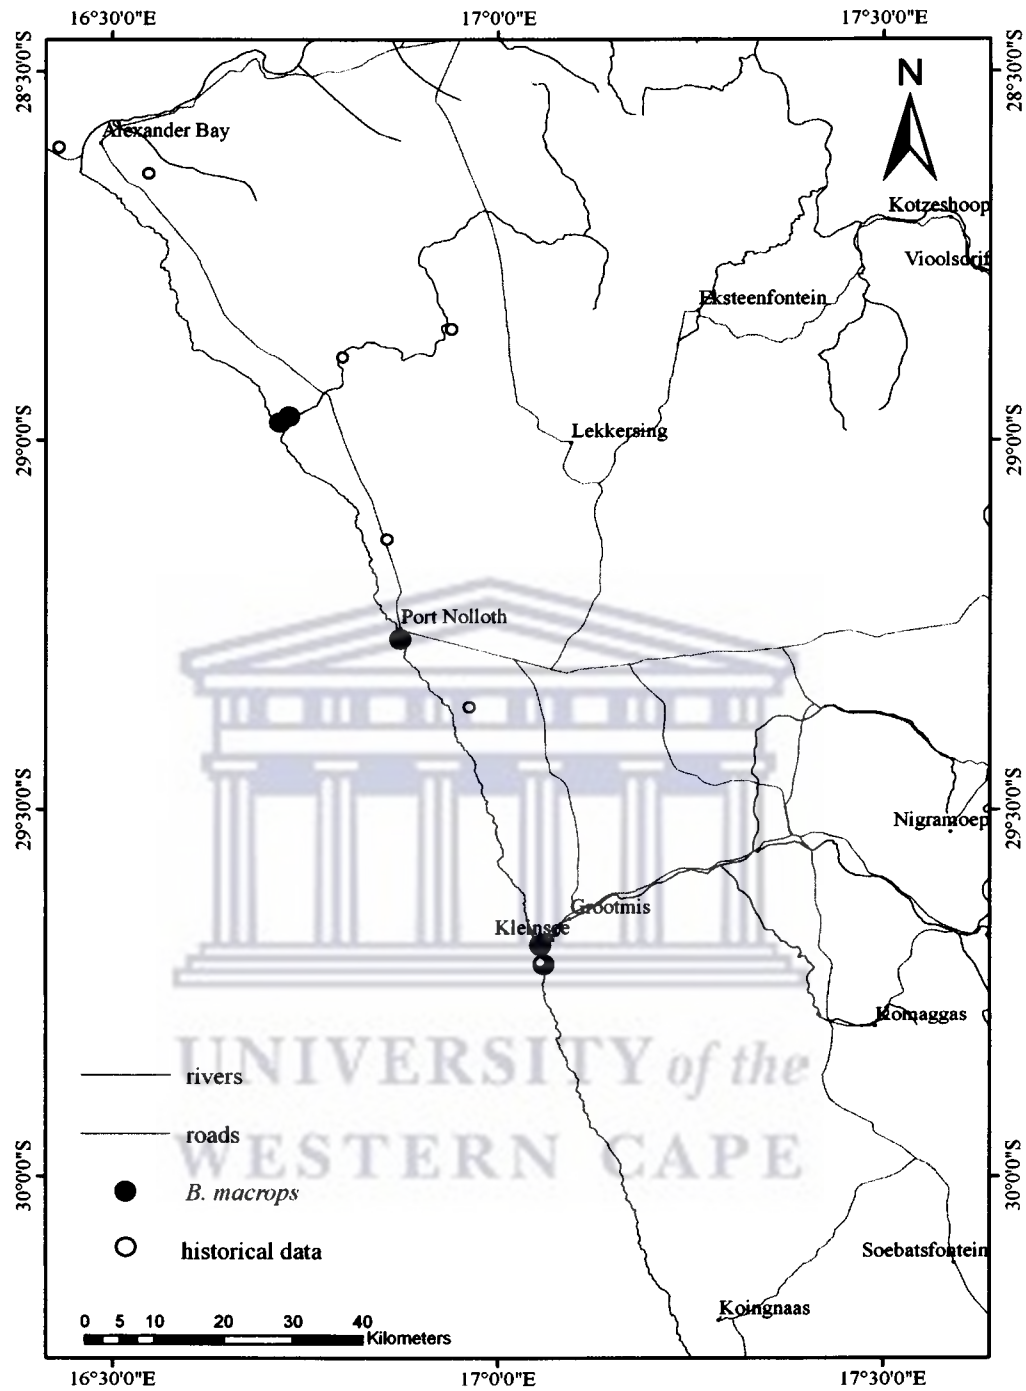 16°30'0"E
17°0'0"E
17°30'0"E
28°30'0"S
28°30'0"S
N
Alexander Bay
Kotzeshoop
Vioolsdrif
Eksteenfontein
29°0'0"S
29°0'0"S
Lekkersing
Port Nolloth
29°30'0"S
29°30'0"S
Nigramoep
Grootmis
Kleinsee
Komaggas
UNIVERSITY of the
WESTERN CAPE
rivers
roads
B. macrops
historical data
30°0'0"S
30°0'0"S
Soebatsfontein
Koingnaas
0 5 10 20 30 40
Kilometers
16°30'0"E
17°0'0"E
17°30'0"E